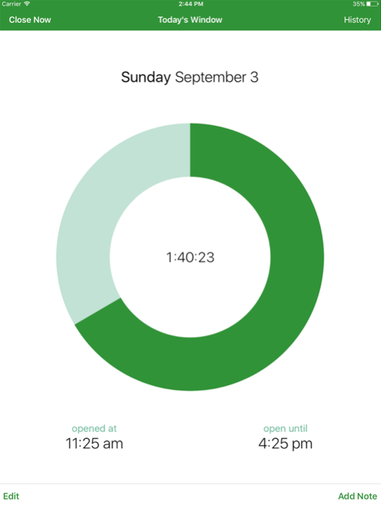 Carrier 2:44 PM 35%
Close Now Today's Window History
Sunday September 3
1:40:23
opened at open until
11:25 am 4:25 pm
Edit Add Note